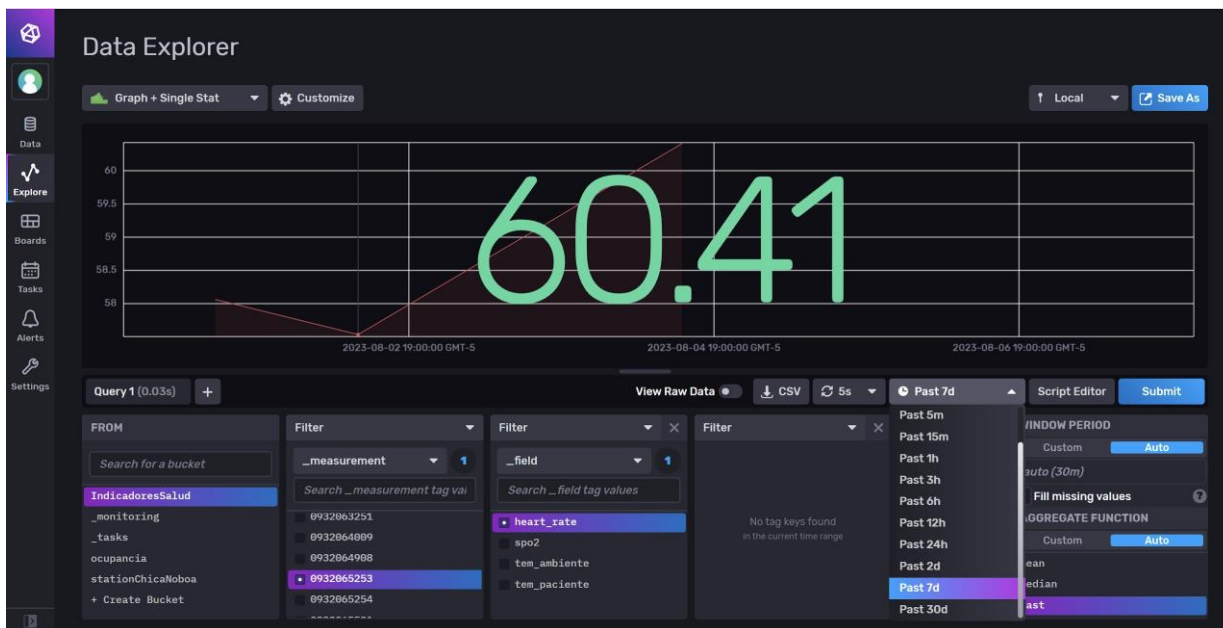 Data Explorer
Graph + Single Stat
Customize
Local
Save As
Data
Explore
Boards
Tasks
Alerts
Settings
60
59.5
59
58.5
58
60.41
2023-08-02 19:00:00 GMT-5
2023-08-04 19:00:00 GMT-5
2023-08-06 19:00:00 GMT-5
Query 1 (0.03s)
+
View Raw Data
CSV
5s
Past 7d
Script Editor
Submit
FROM
Search for a bucket
IndicadoresSalud
_monitoring
_tasks
ocupancia
stationChicaNoboa
+ Create Bucket
Filter
_measurement
1
Search _measurement tag val
0932063251
0932064009
0932064908
0932065253
0932065254
Filter
_field
1
Search _field tag values
heart_rate
spo2
tem_ambiente
tem_paciente
Filter
No tag keys found
in the current time range
Past 5m
Past 15m
Past 1h
Past 3h
Past 6h
Past 12h
Past 24h
Past 2d
Past 7d
Past 30d
WINDOW PERIOD
Custom
Auto
auto (30m)
Fill missing values
?
AGGREGATE FUNCTION
Custom
Auto
ean
edian
ast